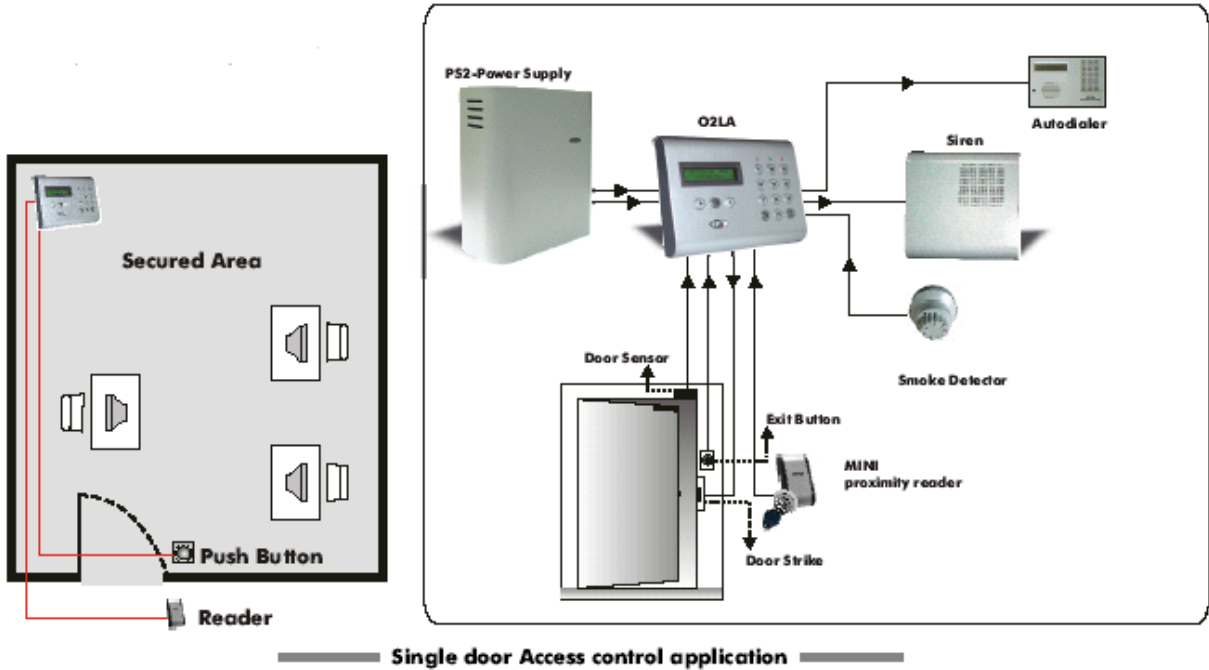 PS2-Power Supply
O2LA
Autodialer
Siren
Secured Area
Door Sensor
Smoke Detector
Exit Button
MINI
proximity reader
Push Button
Door Strike
Reader
Single door Access control application